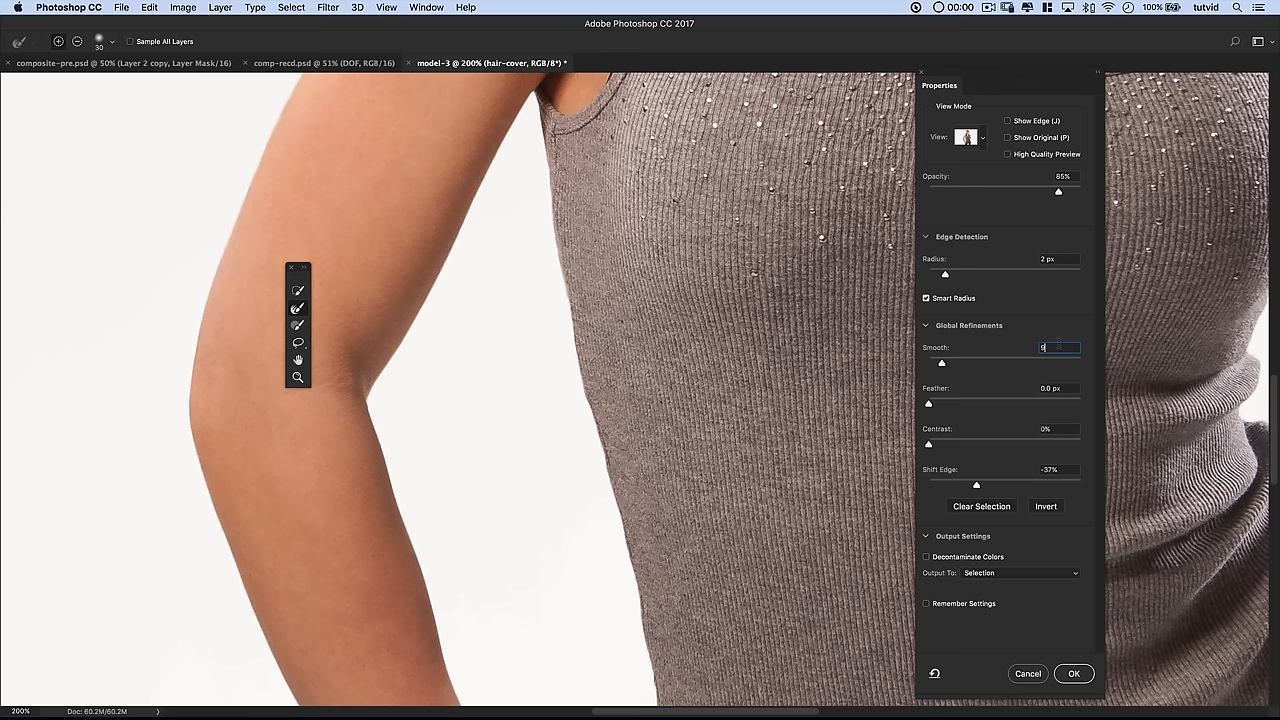 Photoshop CC File Edit Image Layer Type Select Filter 3D View Window Help 00:00 100% tutvid
Adobe Photoshop CC 2017
30 Sample All Layers
× composite-pre.psd @ 50% (Layer 2 copy, Layer Mask/16) × comp-recd.psd @ 51% (DOF, RGB/16) × model-3 @ 200% (hair-cover, RGB/8*) *
Properties
View Mode
View:
Show Edge (J)
Show Original (P)
High Quality Preview
Opacity: 85%
Edge Detection
Radius: 2 px
Smart Radius
Global Refinements
Smooth: 9
Feather: 0.0 px
Contrast: 0%
Shift Edge: -37%
Clear Selection Invert
Output Settings
Decontaminate Colors
Output To: Selection
Remember Settings
Cancel OK
200% Doc: 60.2M/60.2M